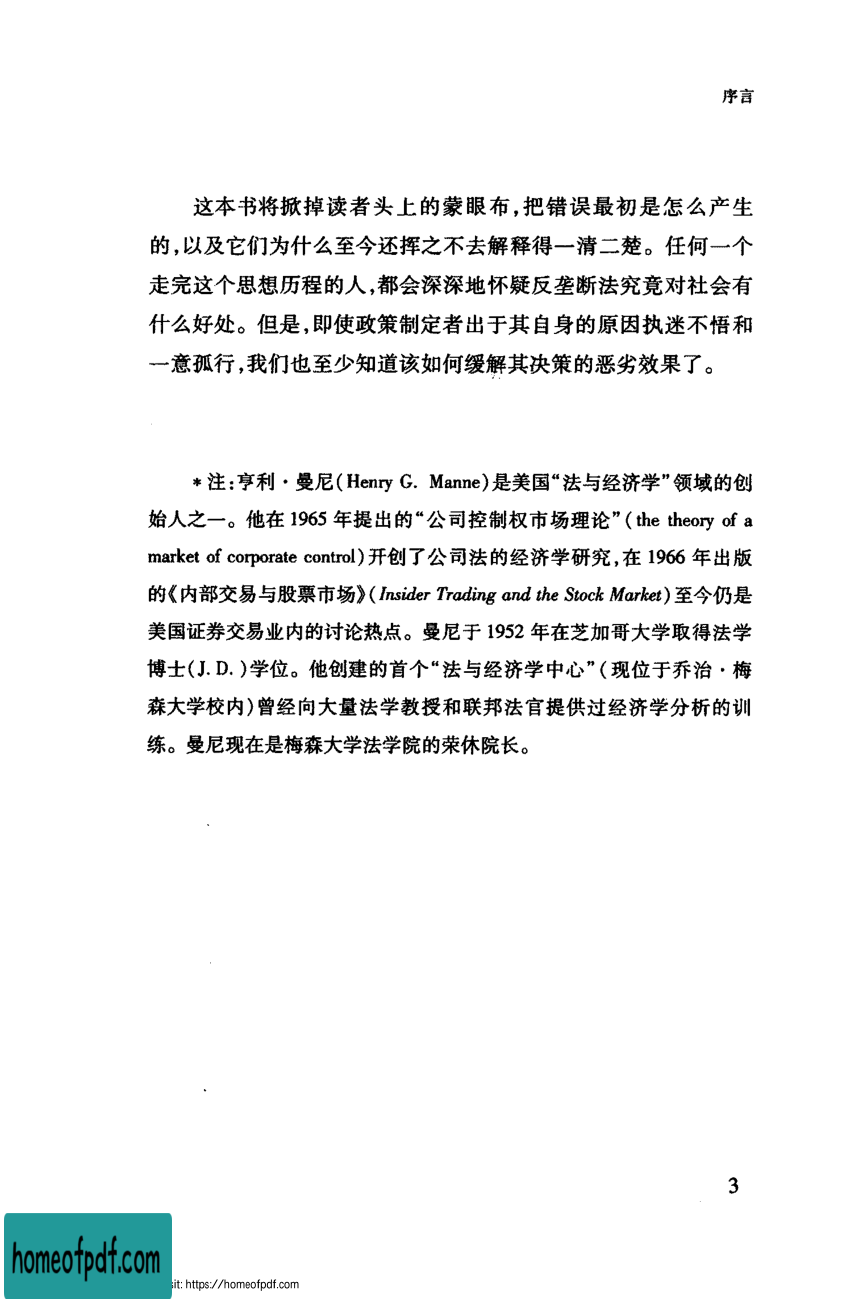 序言
这本书将掀掉读者头上的蒙眼布,把错误最初是怎么产生
的,以及它们为什么至今还挥之不去解释得一清二楚。任何一个
走完这个思想历程的人,都会深深地怀疑反垄断法究竟对社会有
什么好处。但是,即使政策制定者出于其自身的原因执迷不悟和
一意孤行,我们也至少知道该如何缓解其决策的恶劣效果了。
*注:亨利·曼尼(Henry G. Manne)是美国“法与经济学”领域的创
始人之一。他在 1965 年提出的“公司控制权市场理论”(the theory of a
market of corporate control)开创了公司法的经济学研究,在 1966 年出版
的《内部交易与股票市场》(Insider Trading and the Stock Market)至今仍是
美国证券交易业内的讨论热点。曼尼于 1952 年在芝加哥大学取得法学
博士(J. D. )学位。他创建的首个“法与经济学中心”(现位于乔治·梅
森大学校内)曾经向大量法学教授和联邦法官提供过经济学分析的训
练。曼尼现在是梅森大学法学院的荣休院长。
3
homeofpdf.com
sit: https://homeofpdf.com